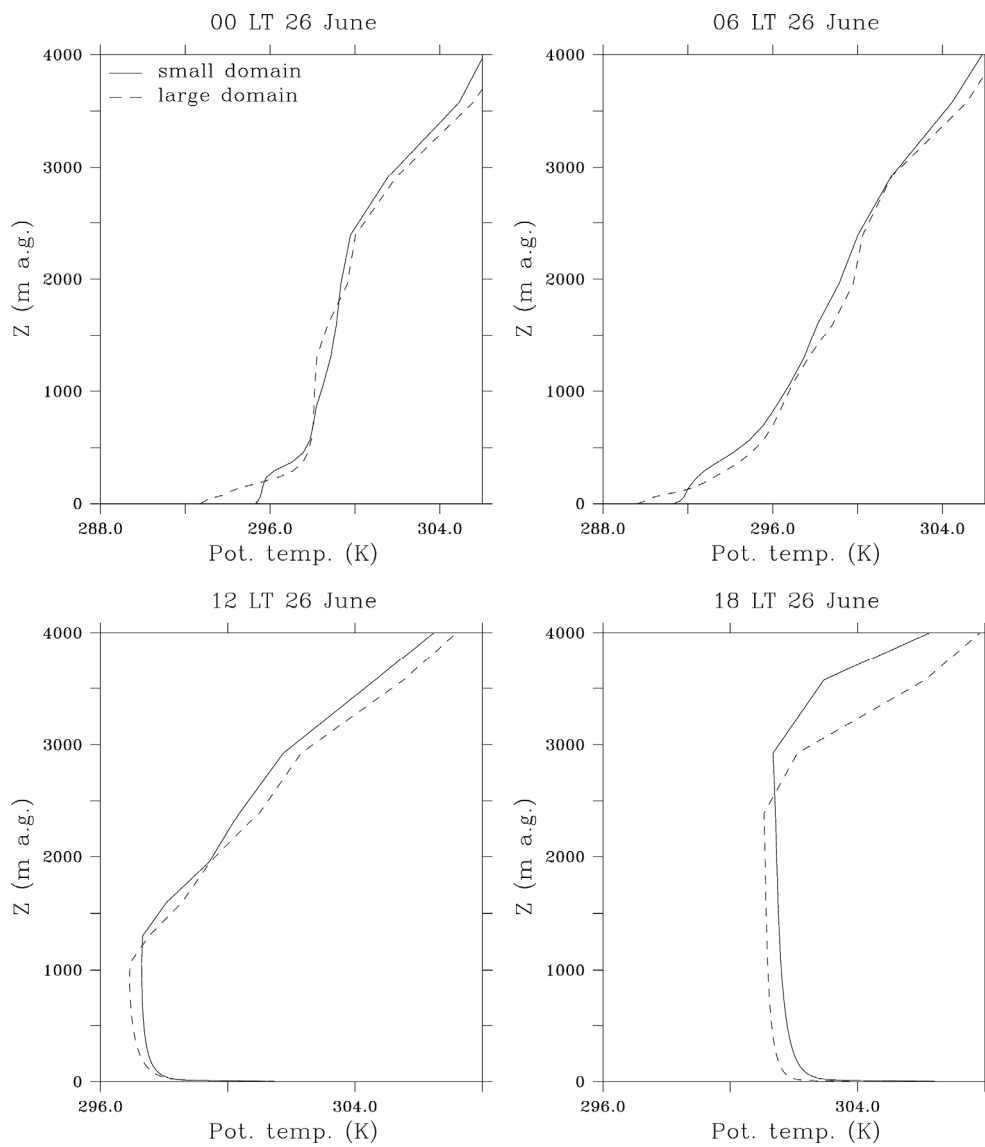 00 LT 26 June
small domain
large domain
4000
3000
2000
1000
0
Z (m a.g.)
288.0
296.0
304.0
Pot. temp. (K)
06 LT 26 June
4000
3000
2000
1000
0
Z (m a.g.)
288.0
296.0
304.0
Pot. temp. (K)
12 LT 26 June
4000
3000
2000
1000
0
Z (m a.g.)
296.0
304.0
Pot. temp. (K)
18 LT 26 June
4000
3000
2000
1000
0
Z (m a.g.)
296.0
304.0
Pot. temp. (K)